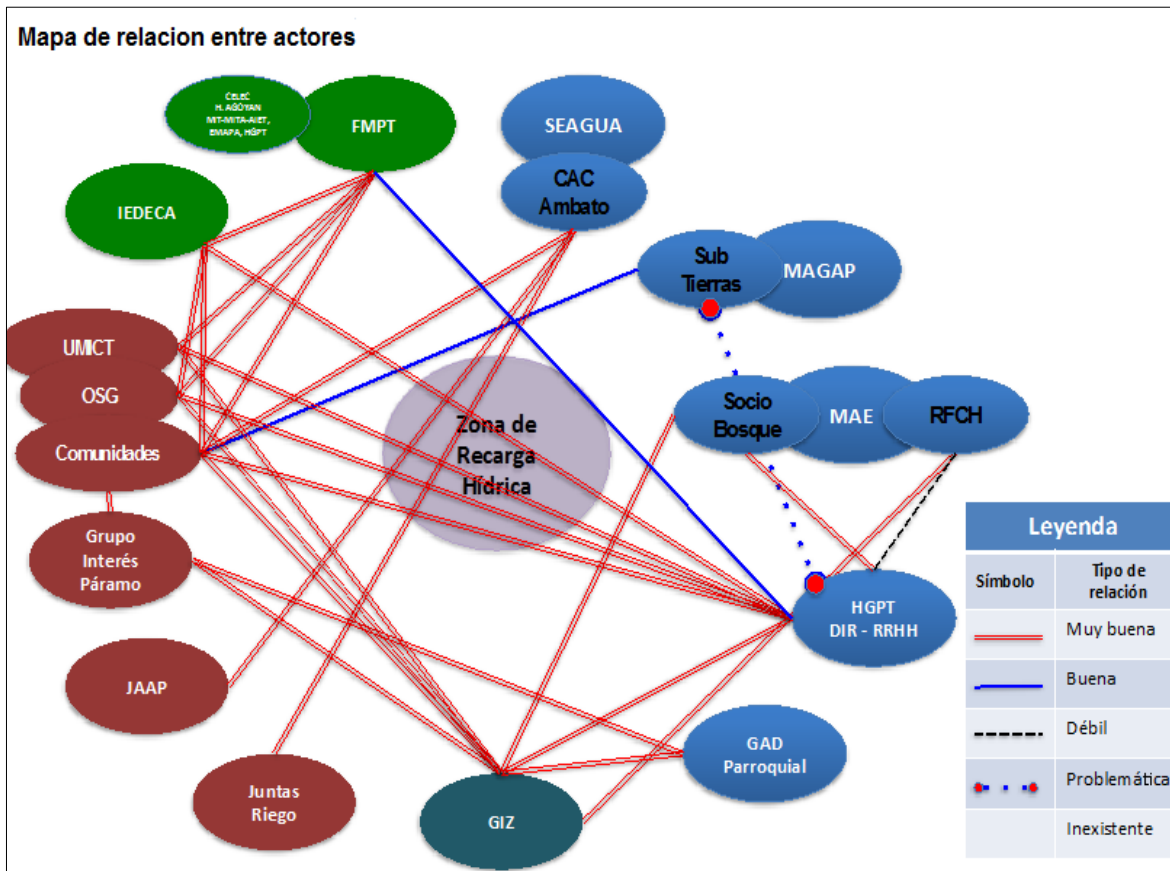 Mapa de relacion entre actores
CELEC
H. AGOYAN
MIT-MITA-AIET,
EMAPA, HGPT
FMPT
SEAGUA
CAC
Ambato
IEDECA
Sub
Tierras
MAGAP
UMICT
OSG
Comunidades
Socio
Bosque
MAE
RFCH
Zona de
Recarga
Hídrica
Grupo
Interés
Páramo
HGPT
DIR - RRHH
JAAP
GAD
Parroquial
Juntas
Riego
GIZ
Leyenda
Símbolo
Tipo de
relación
Muy buena
Buena
Débil
Problemática
Inexistente